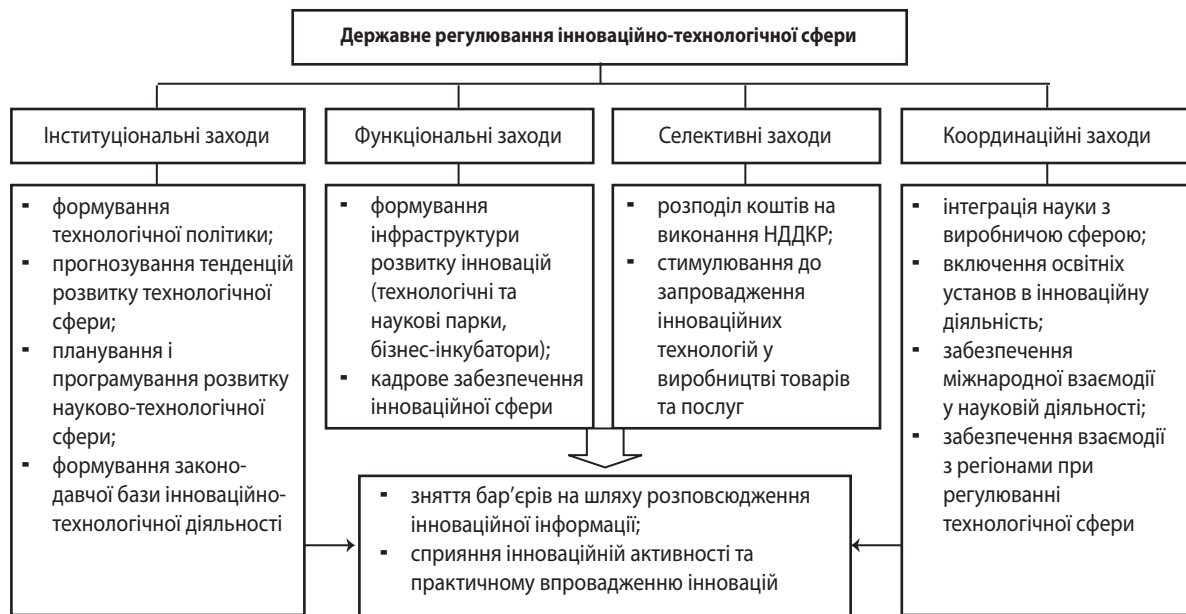 Державне регулювання інноваційно-технологічної сфери
Інституціональні заходи
Функціональні заходи
Селективні заходи
Координаційні заходи
▪ формування
технологічної політики;
▪ прогнозування тенденцій
розвитку технологічної
сфери;
▪ планування і
програмування розвитку
науково-технологічної
сфери;
▪ формування законо-
давчої бази інноваційно-
технологічної діяльності
▪ формування
інфраструктури
розвитку інновацій
(технологічні та
наукові парки,
бізнес-інкубатори);
▪ кадрове забезпечення
інноваційної сфери
▪ розподіл коштів на
виконання НДДКР;
▪ стимулювання до
запровадження
інноваційних
технологій у
виробництві товарів
та послуг
▪ інтеграція науки з
виробничою сферою;
▪ включення освітніх
установ в інноваційну
діяльність;
▪ забезпечення
міжнародної взаємодії
у науковій діяльності;
▪ забезпечення взаємодії
з регіонами при
регулюванні
технологічної сфери
▪ зняття бар’єрів на шляху розповсюдження
інноваційної інформації;
▪ сприяння інноваційній активності та
практичному впровадженню інновацій